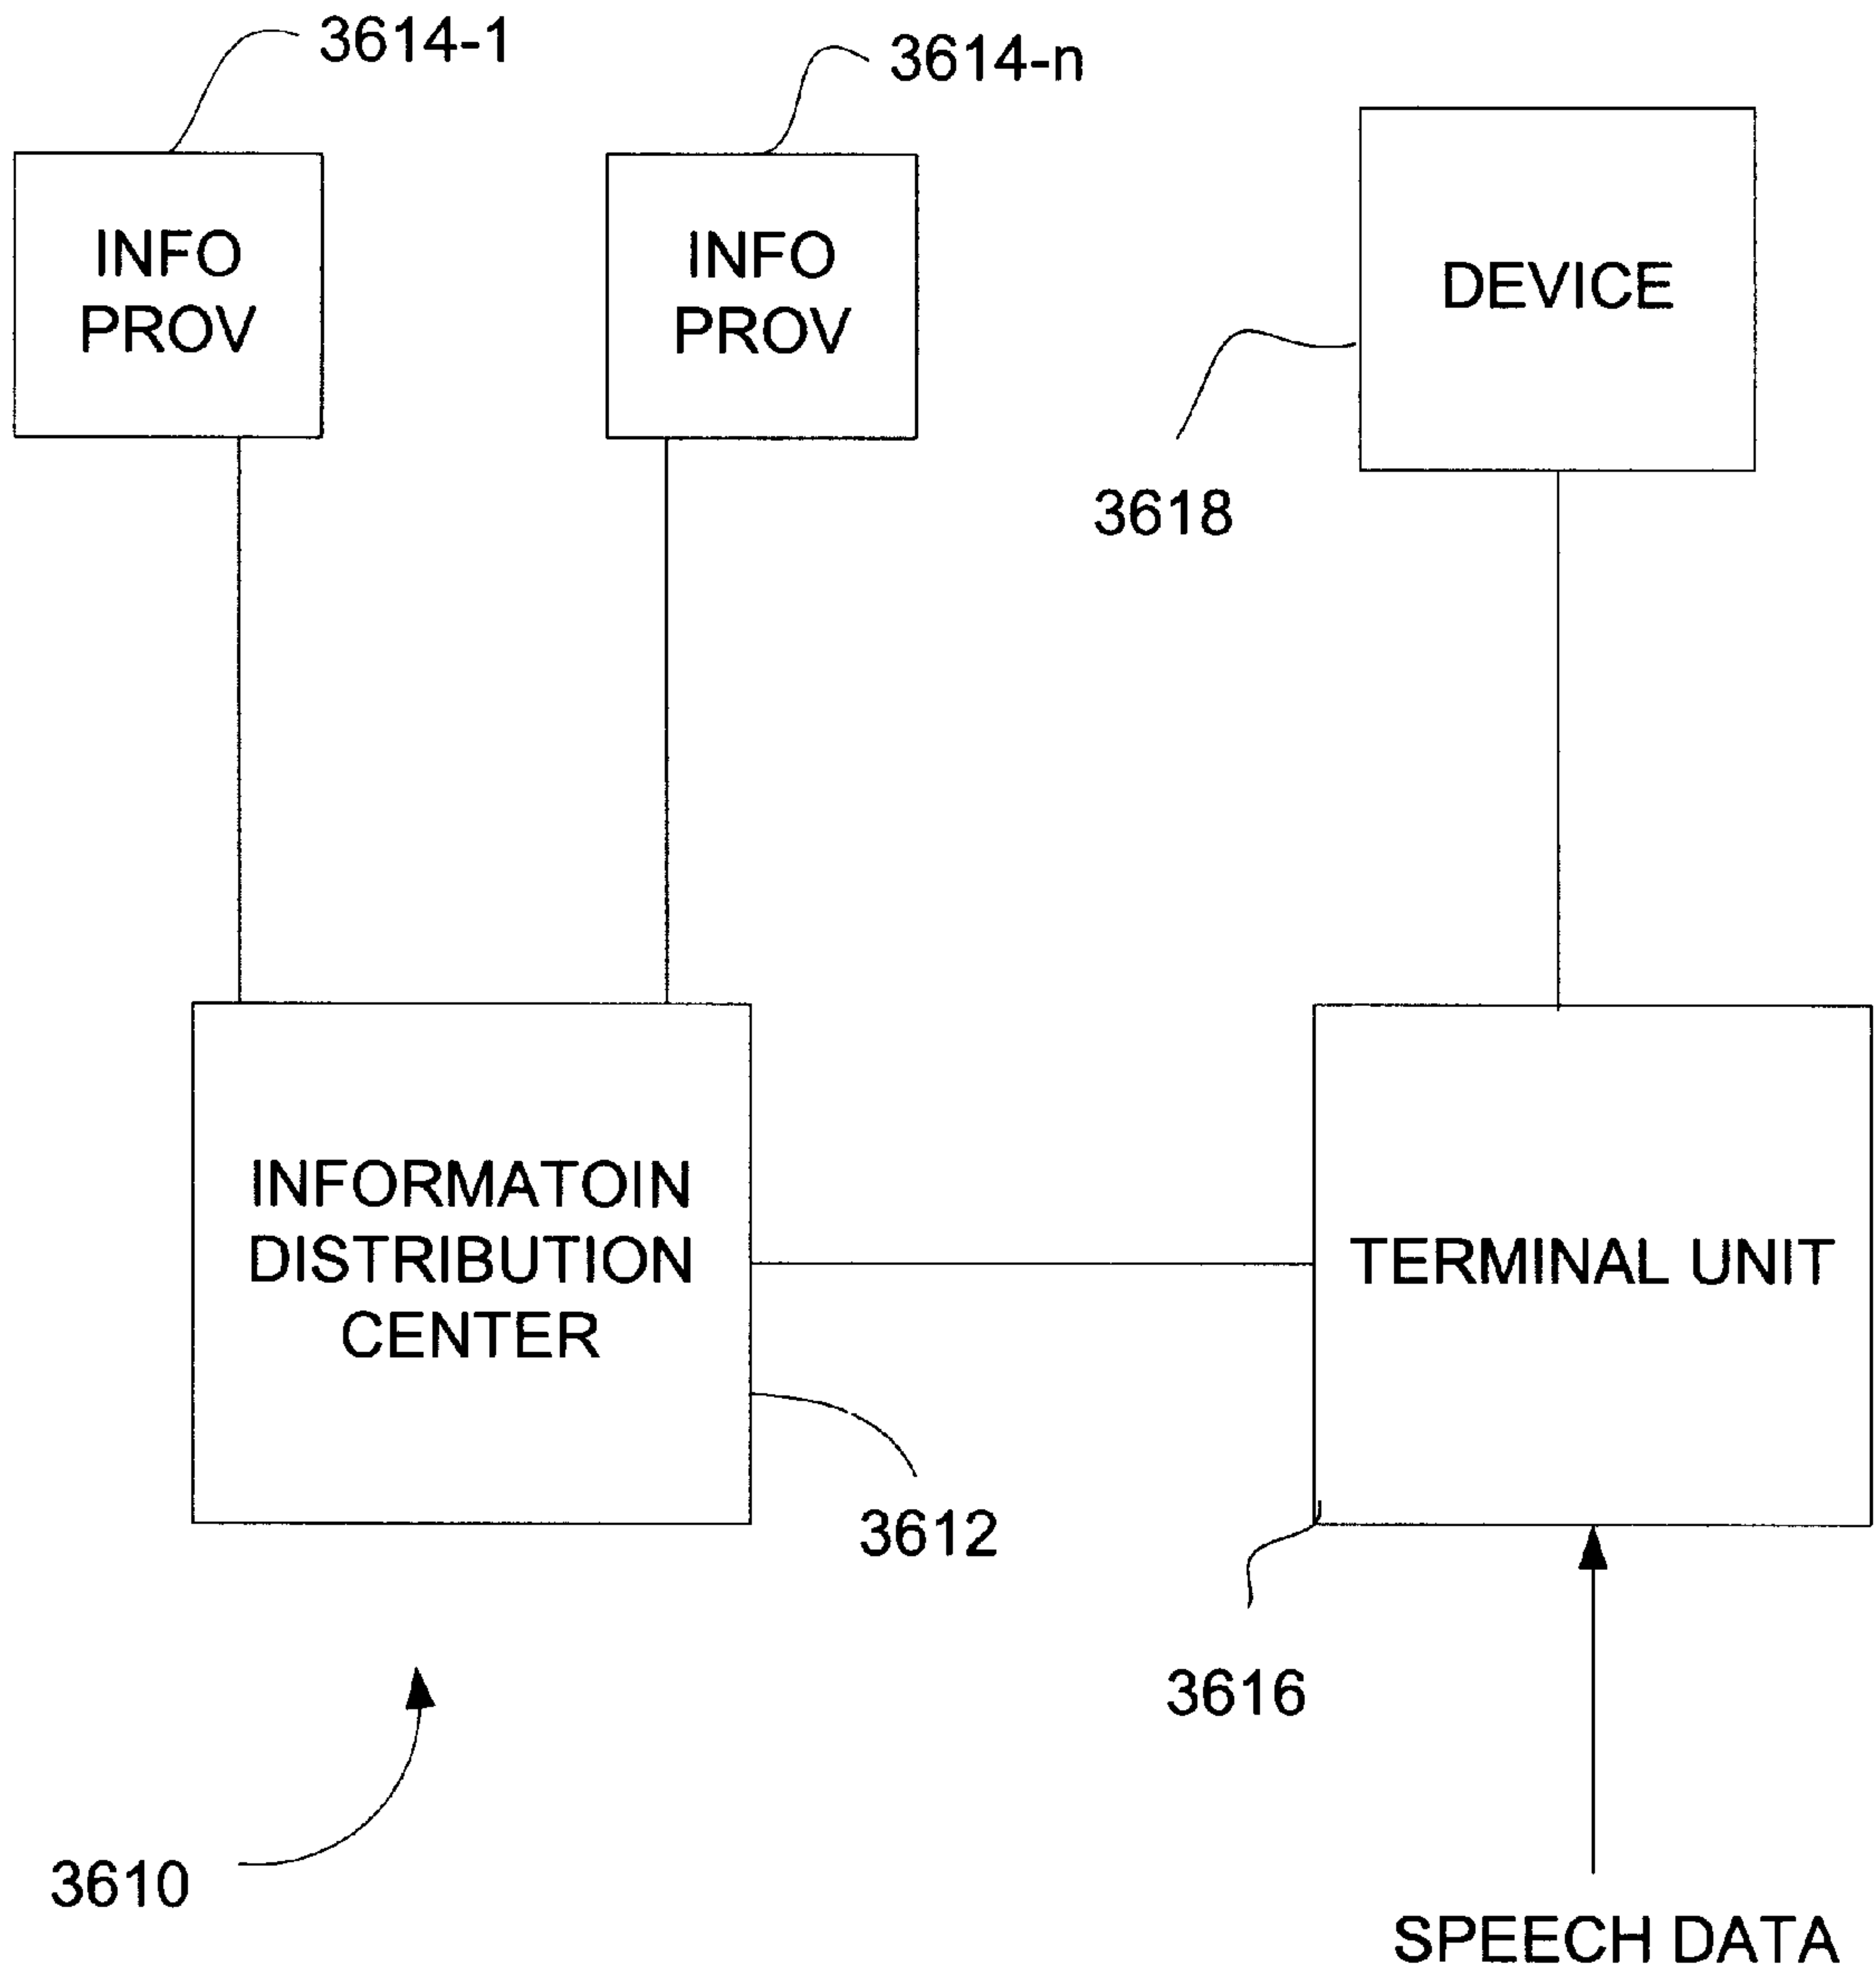 3614-1
3614-n
INFO
PROV
INFO
PROV
DEVICE
3618
INFORMATOIN
DISTRIBUTION
CENTER
TERMINAL UNIT
3612
3616
3610
SPEECH DATA